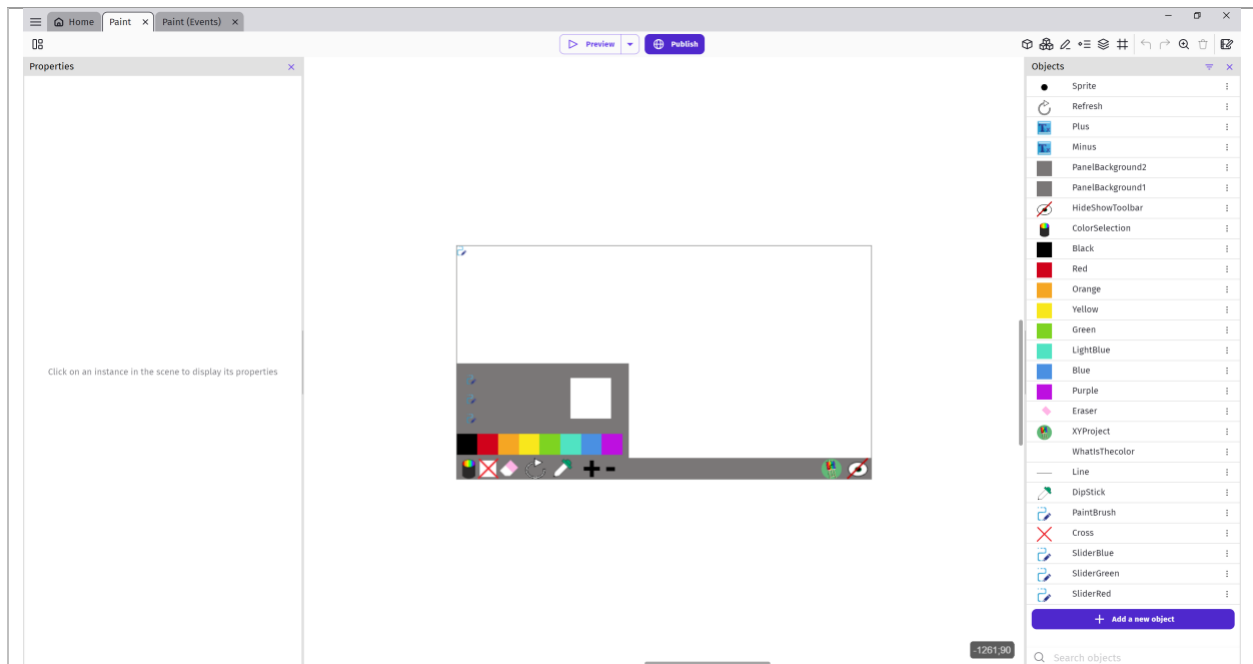 Home
Paint
Paint (Events)
Preview
Publish
Properties
Click on an instance in the scene to display its properties
-1261;90
Objects
Sprite
Refresh
Plus
Minus
PanelBackground2
PanelBackground1
HideShowToolbar
ColorSelection
Black
Red
Orange
Yellow
Green
LightBlue
Blue
Purple
Eraser
XYProject
WhatIsThecolor
Line
DipStick
PaintBrush
Cross
SliderBlue
SliderGreen
SliderRed
Add a new object
Search objects